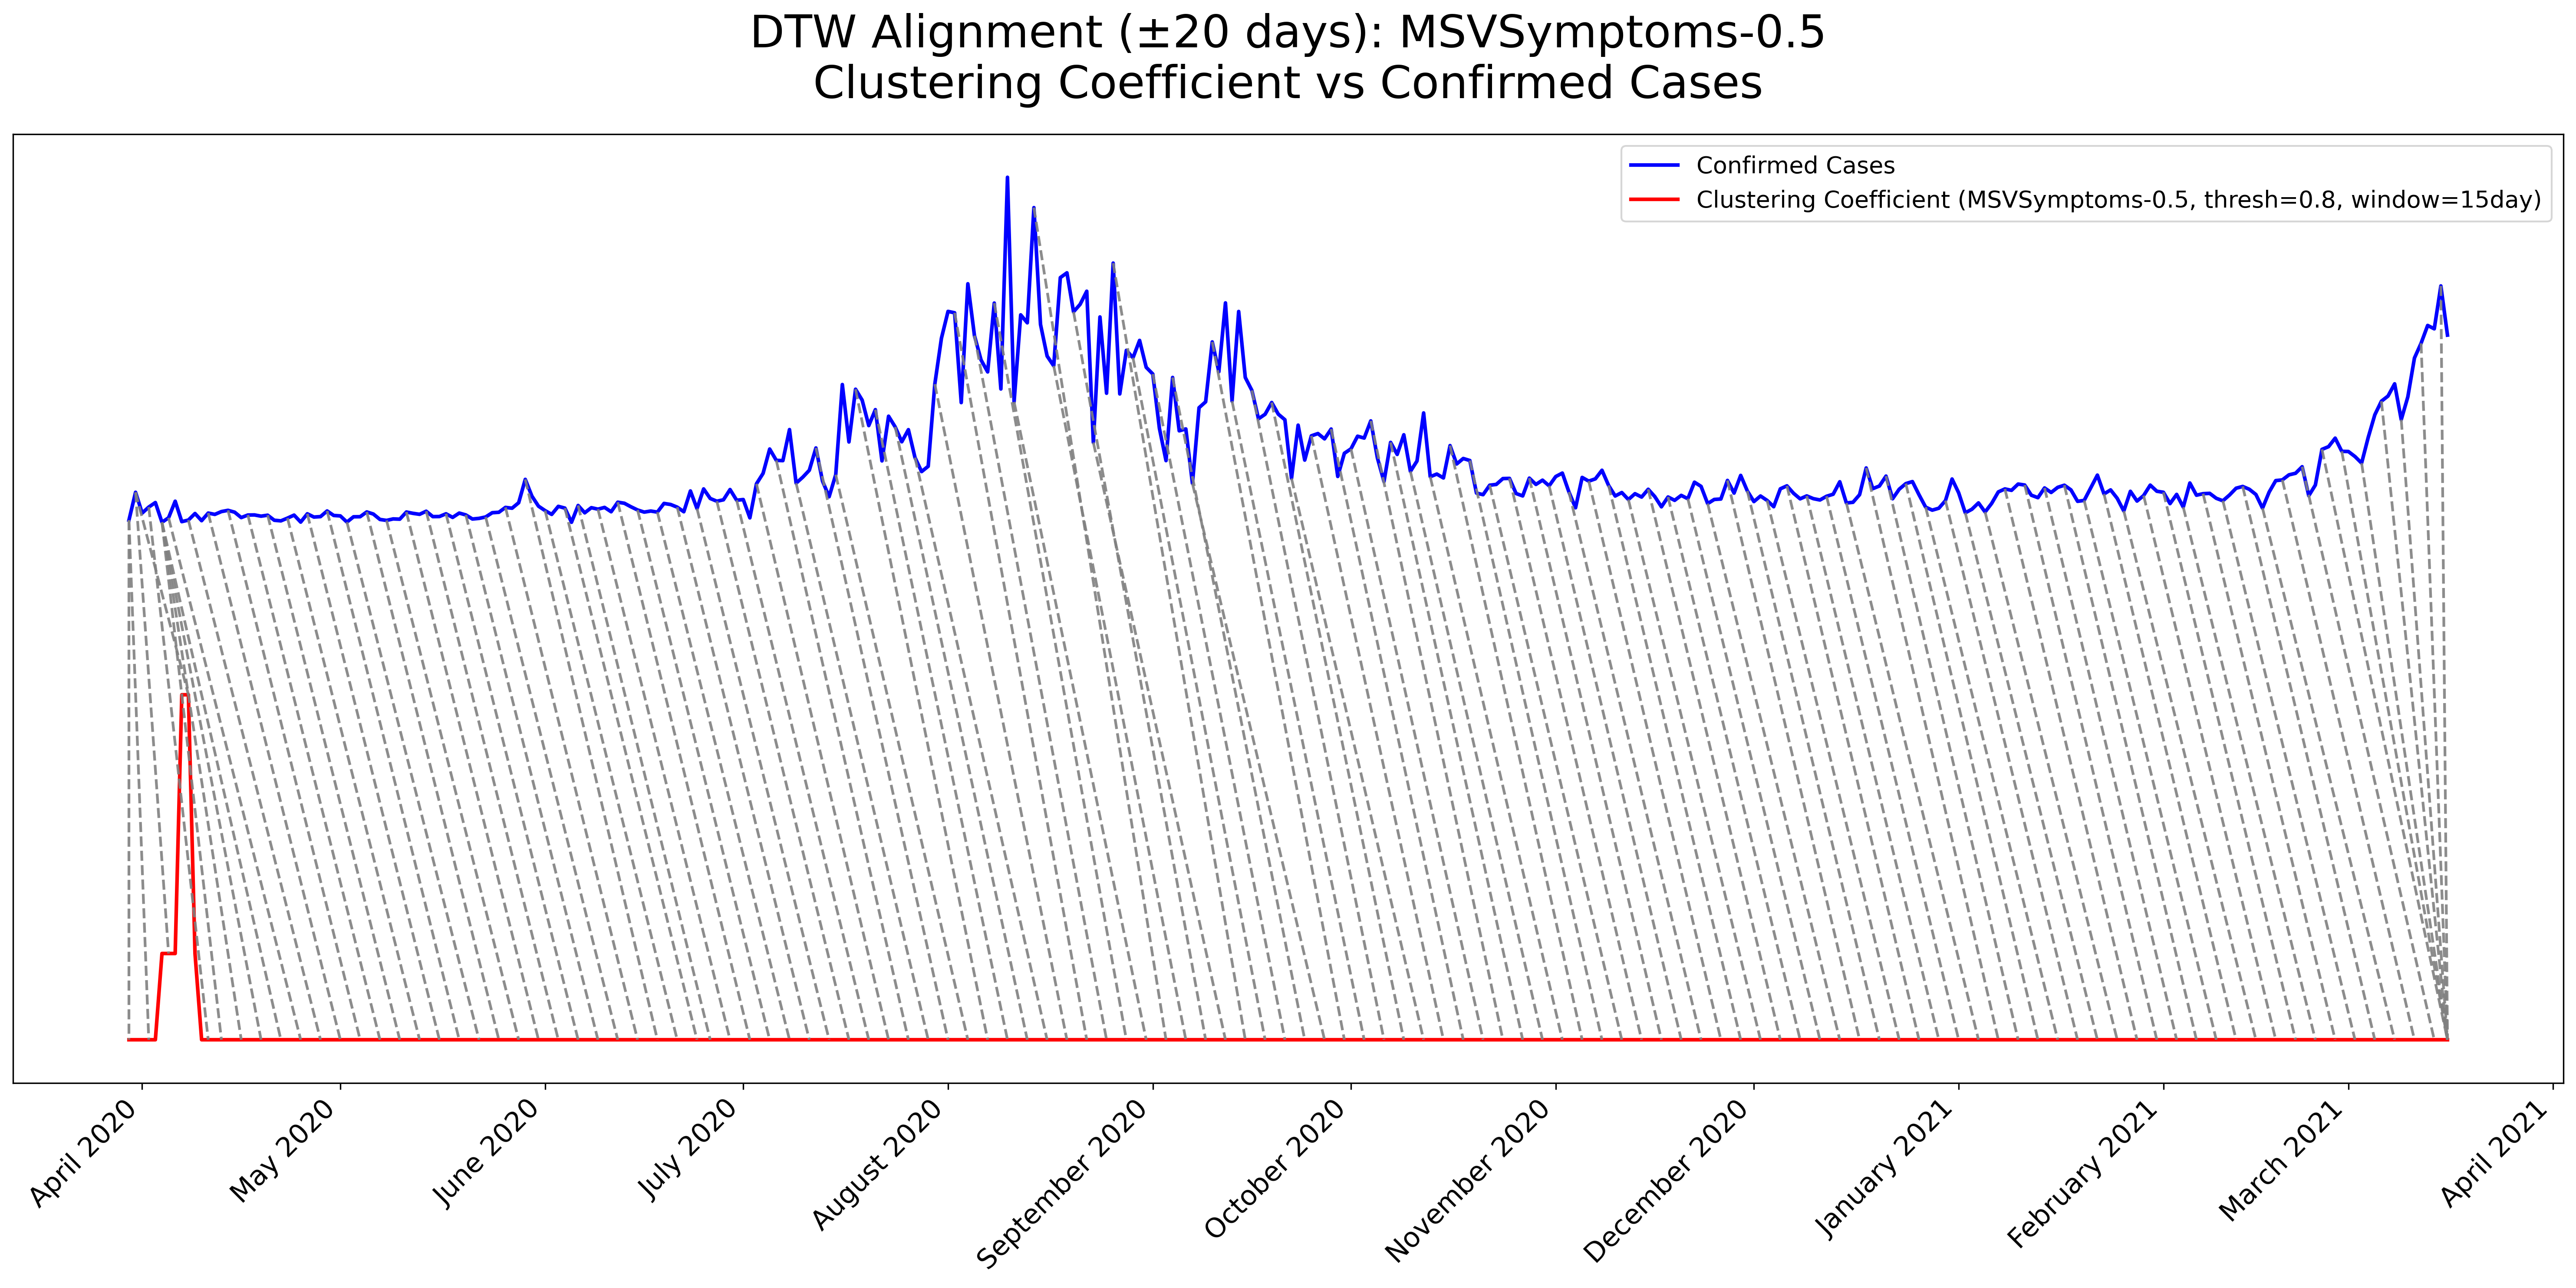 DTW Alignment (±20 days): MSVSymptoms-0.5
Clustering Coefficient vs Confirmed Cases
Confirmed Cases
Clustering Coefficient (MSVSymptoms-0.5, thresh=0.8, window=15day)
April 2020
May 2020
June 2020
July 2020
August 2020
September 2020
October 2020
November 2020
December 2020
January 2021
February 2021
March 2021
April 2021